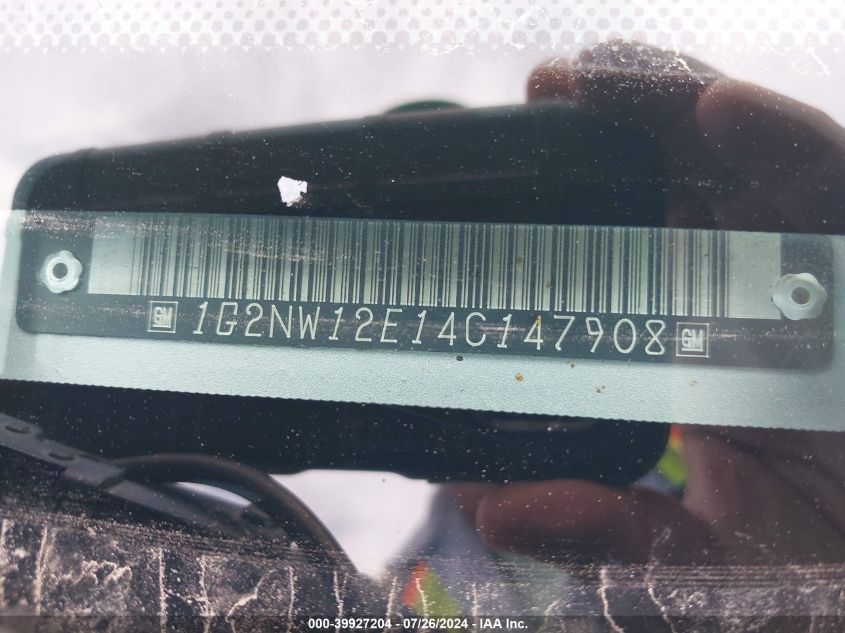 GM 1G2NW12E14C147908 GM
000-39927204 - 07/26/2024 - IAA Inc.